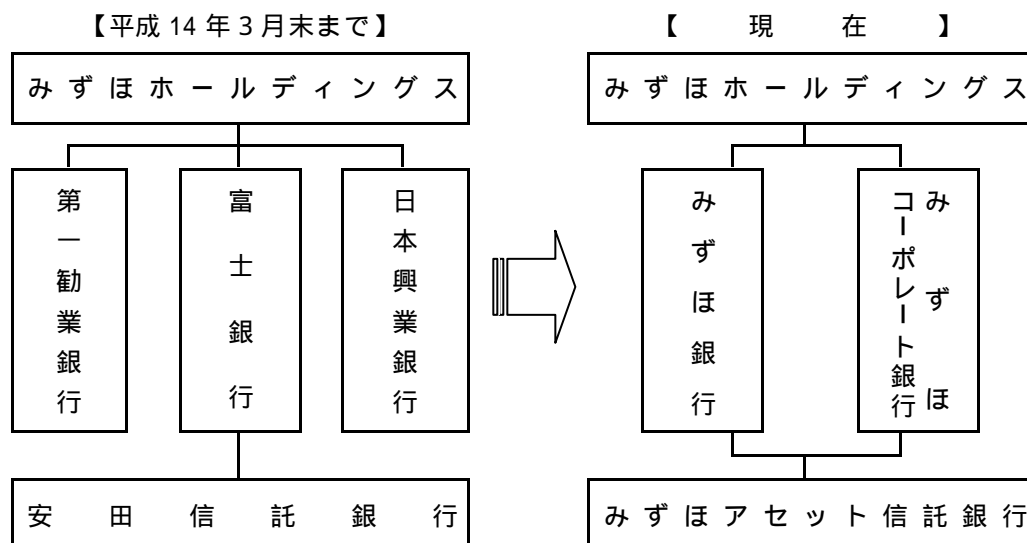 【平成 14 年 3 月末まで】
みずほホールディングス
第一勧業銀行
富士銀行
日本興業銀行
安田信託銀行
【現在】
みずほホールディングス
みずほ銀行
みずほ
コーポレート銀行
みずほアセット信託銀行